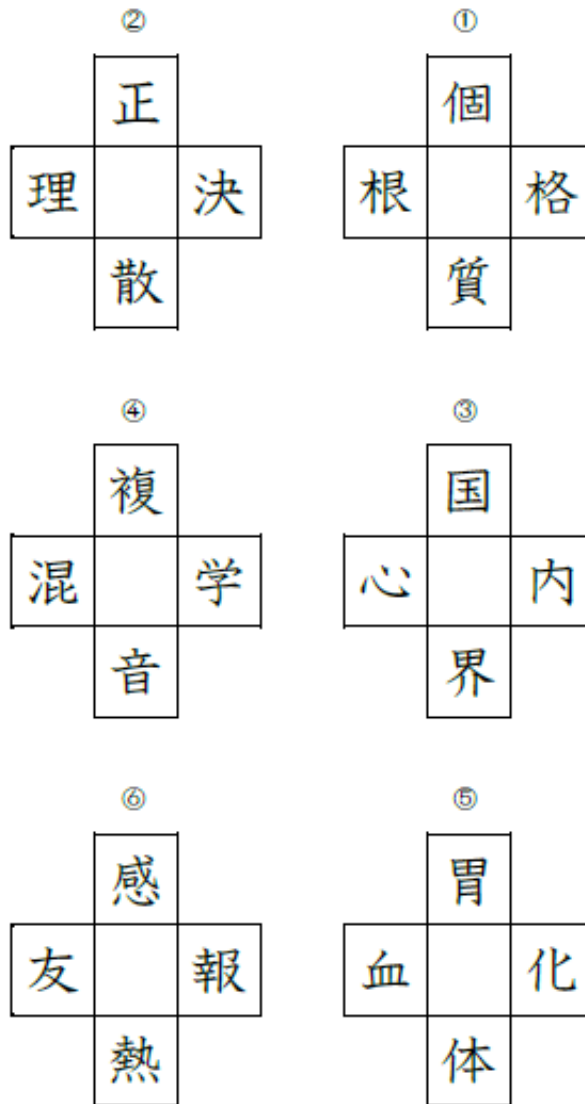 ② ①
正 個
理 決 根 格
散 質
④ ③
複 国
混 学 心 内
音 界
⑥ ⑤
感 胃
友 報 血 化
熱 体